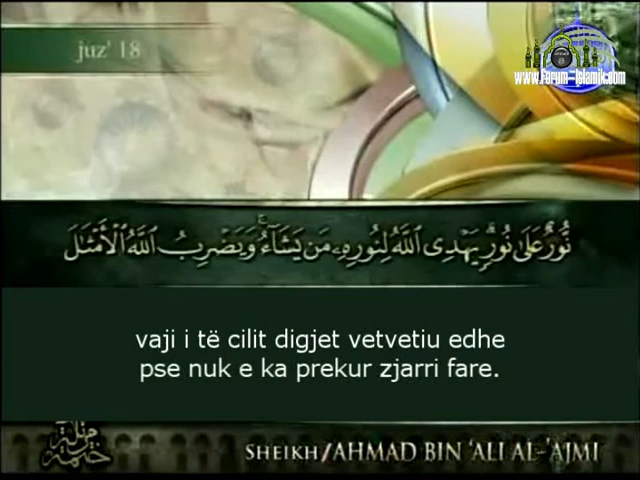 juz' 18
www.Forum-Islamik.com
نُّورٌ عَلَىٰ نُورٍ ۗ يَهْدِى ٱللَّهُ لِنُورِهِۦ مَن يَشَآءُ ۚ وَيَضْرِبُ ٱللَّهُ ٱلْأَمْثَـٰلَ
vaji i të cilit digjet vetvetiu edhe
pse nuk e ka prekur zjarri fare.
SHEIKH/AHMAD BIN 'ALI AL-'AJMI